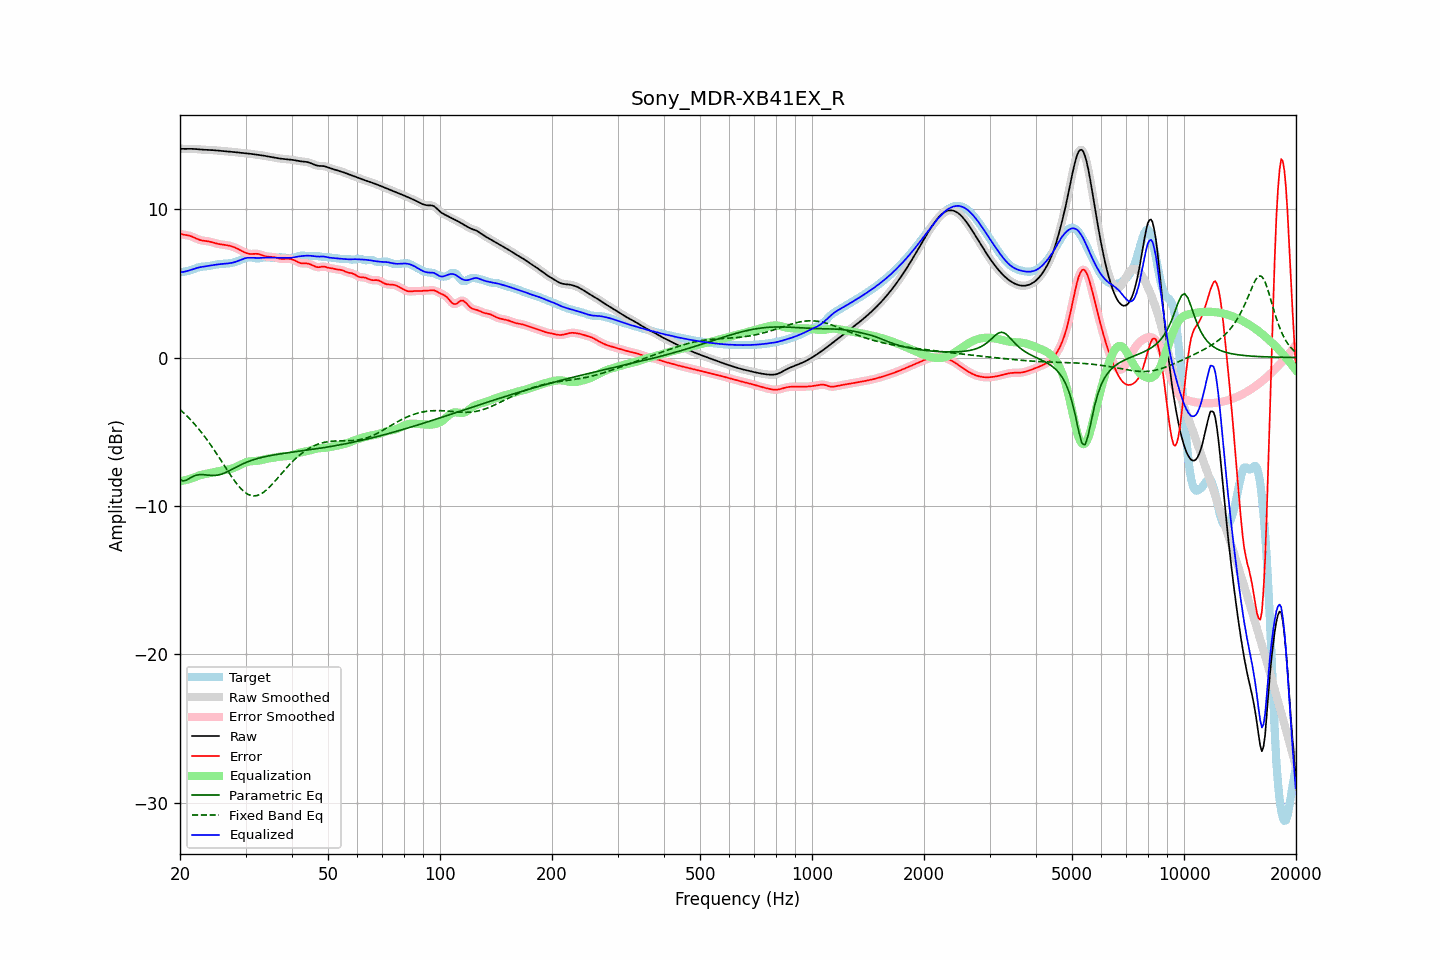 Sony_MDR-XB41EX_R
Amplitude (dBr)
10
0
−10
−20
−30
Target
Raw Smoothed
Error Smoothed
Raw
Error
Equalization
Parametric Eq
Fixed Band Eq
Equalized
20 50 100 200 500 1000 2000 5000 10000 20000
Frequency (Hz)